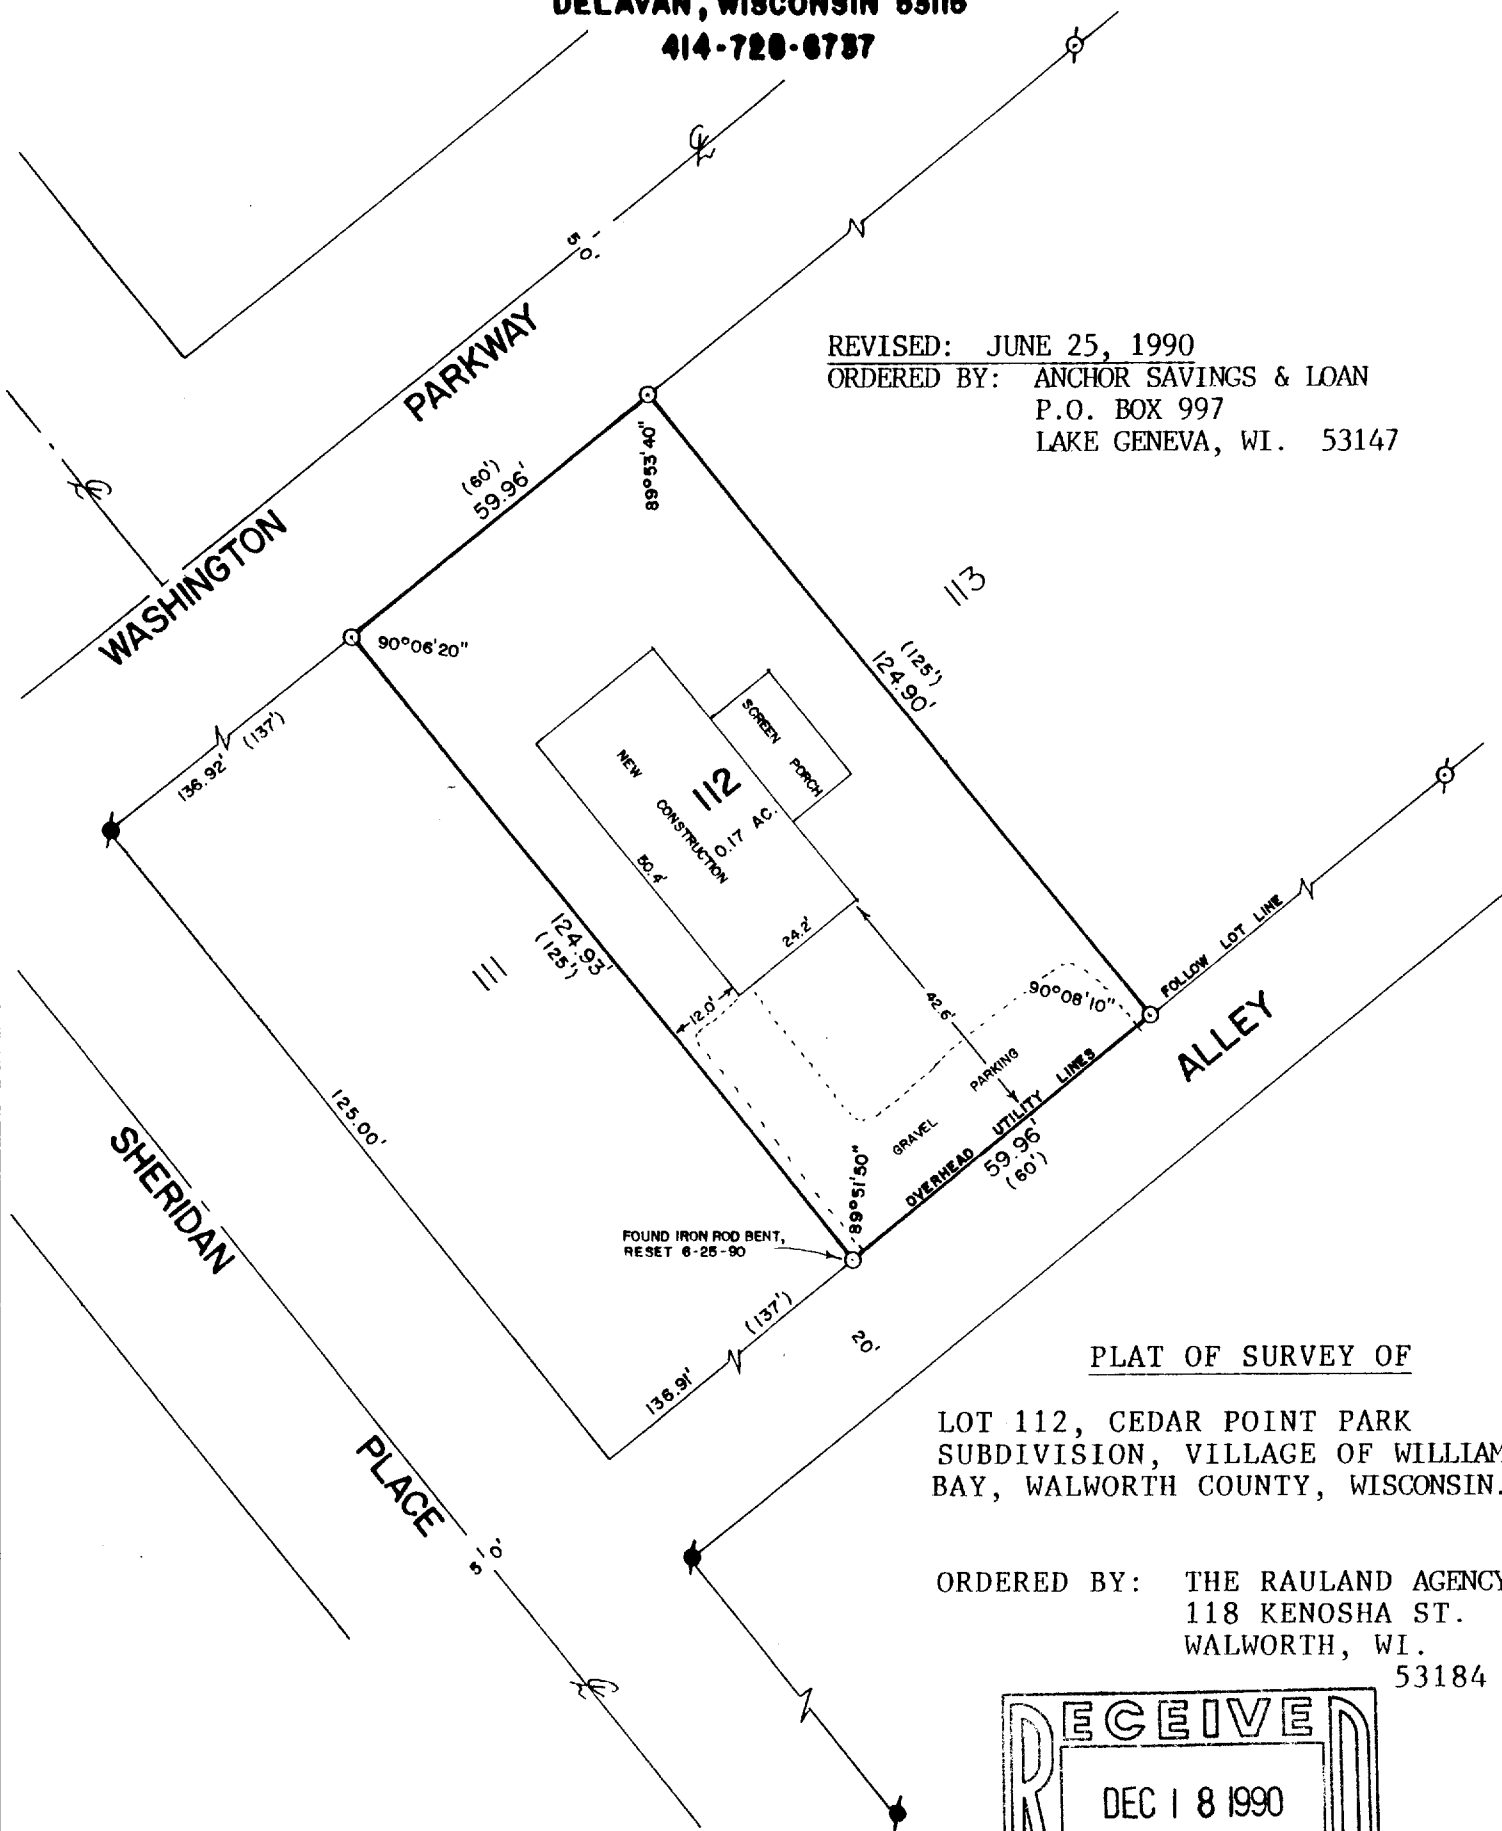 DELAVAN, WISCONSIN 53115
414-728-6737
50'
WASHINGTON PARKWAY
REVISED: JUNE 25, 1990
ORDERED BY: ANCHOR SAVINGS & LOAN
P.O. BOX 997
LAKE GENEVA, WI. 53147
(60')
59.96'
89°53'40"
90°06'20"
113
(125')
124.90'
136.92' (137')
SCREEN PORCH
NEW CONSTRUCTION
112
0.17 AC.
50.4'
24.2'
124.93'
(125')
111
12.0'
42.6'
90°08'10"
FOLLOW LOT LINE
ALLEY
GRAVEL PARKING
OVERHEAD UTILITY LINES
59.96'
(60')
89°51'50"
125.00'
SHERIDAN PLACE
50'
FOUND IRON ROD BENT,
RESET 6-25-90
136.91' (137')
20'
PLAT OF SURVEY OF
LOT 112, CEDAR POINT PARK
SUBDIVISION, VILLAGE OF WILLIAM
BAY, WALWORTH COUNTY, WISCONSIN.
ORDERED BY: THE RAULAND AGENCY
118 KENOSHA ST.
WALWORTH, WI.
53184
RECEIVED
DEC 18 1990